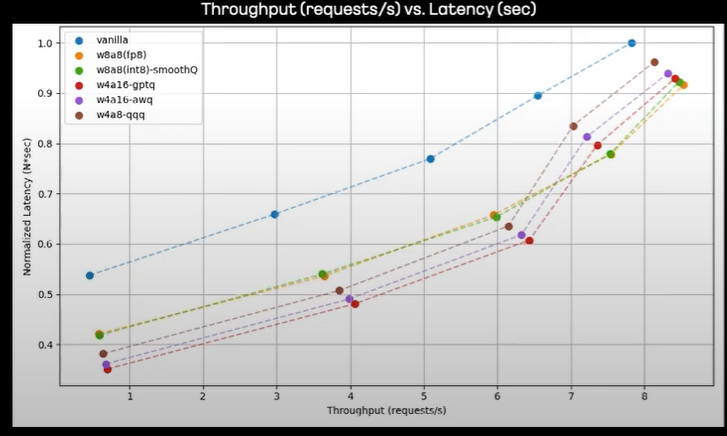 Throughput (requests/s) vs. Latency (sec)
vanilla
w8a8(fp8)
w8a8(int8)-smoothQ
w4a16-gptq
w4a16-awq
w4a8-qqq
Normalized Latency (N*sec)
1.0
0.9
0.8
0.7
0.6
0.5
0.4
1 2 3 4 5 6 7 8
Throughput (requests/s)